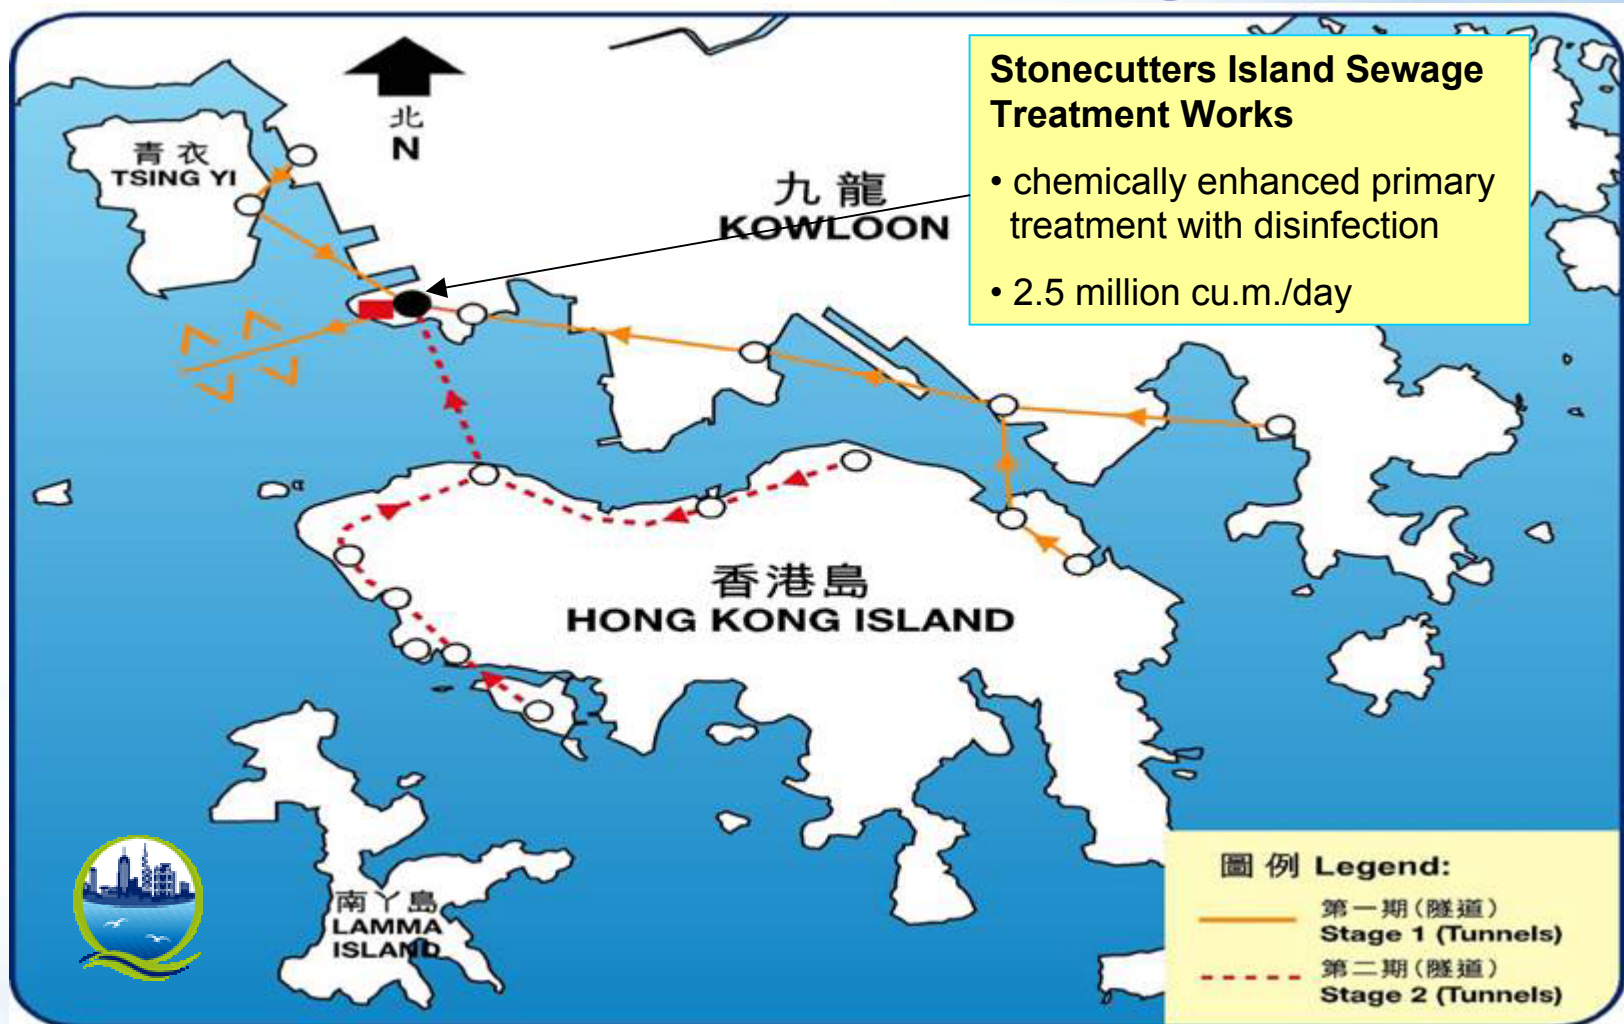 Stonecutters Island Sewage
Treatment Works
• chemically enhanced primary
treatment with disinfection
• 2.5 million cu.m./day
北
N
青衣
TSING YI
九龍
KOWLOON
香港島
HONG KONG ISLAND
南丫島
LAMMA
ISLAND
圖例 Legend:
第一期(隧道)
Stage 1 (Tunnels)
第二期(隧道)
Stage 2 (Tunnels)